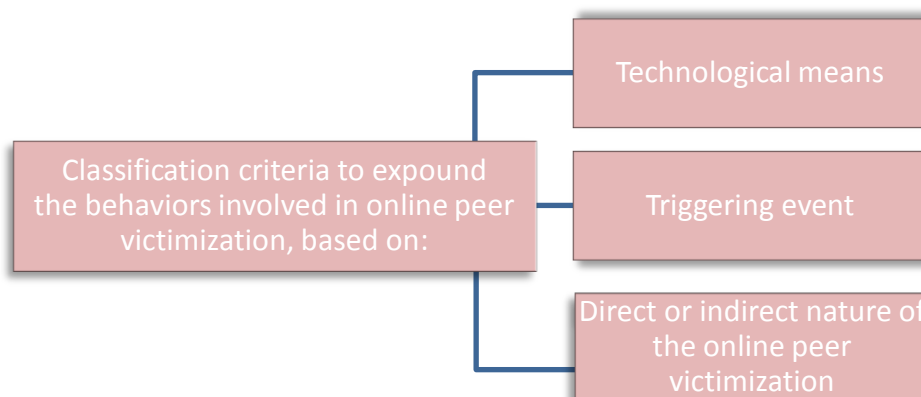 Classification criteria to expound
the behaviors involved in online peer
victimization, based on:
Technological means
Triggering event
Direct or indirect nature of
the online peer
victimization